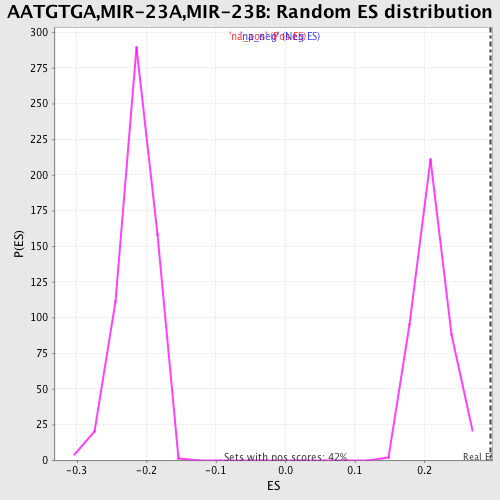 AATGTGA,MIR-23A,MIR-23B: Random ES distribution
300
275
250
225
200
175
150
125
100
75
50
25
0
P(ES)
Sets with pos scores: 42%
Real E
-0.3 -0.2 -0.1 0.0 0.1 0.2
ES